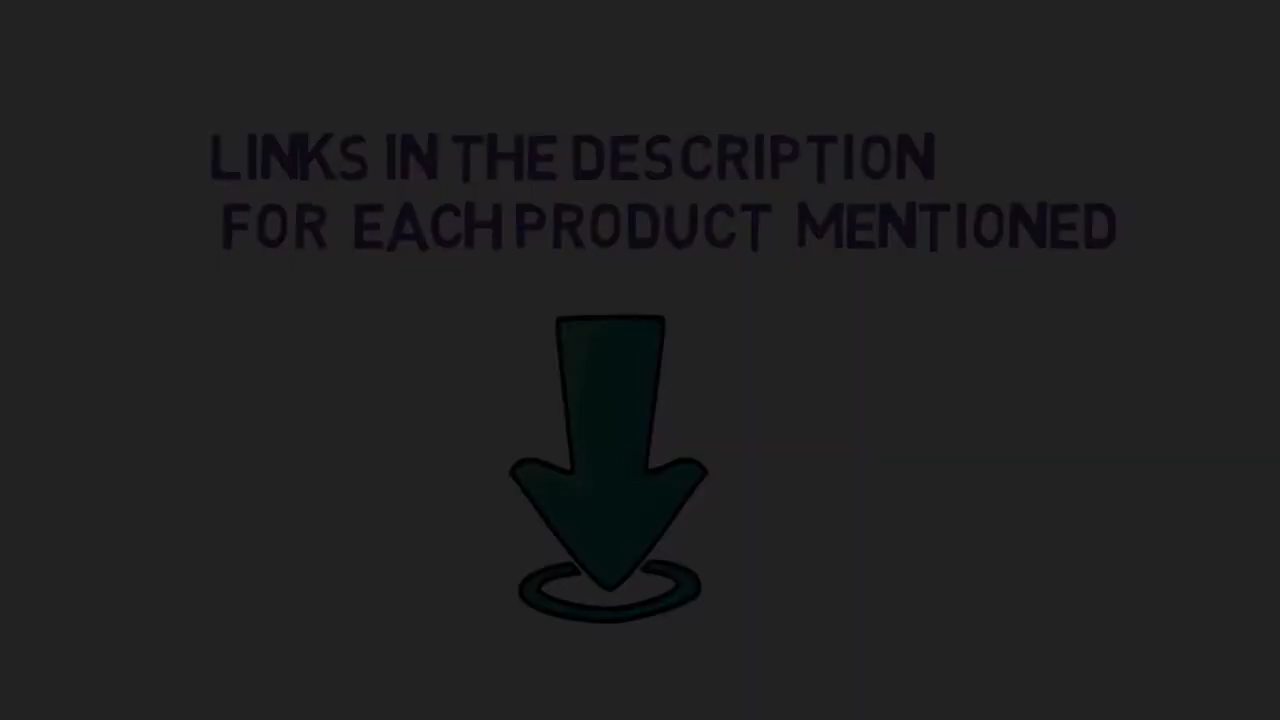 LINKS IN THE DESCRIPTION
FOR EACH PRODUCT MENTIONED